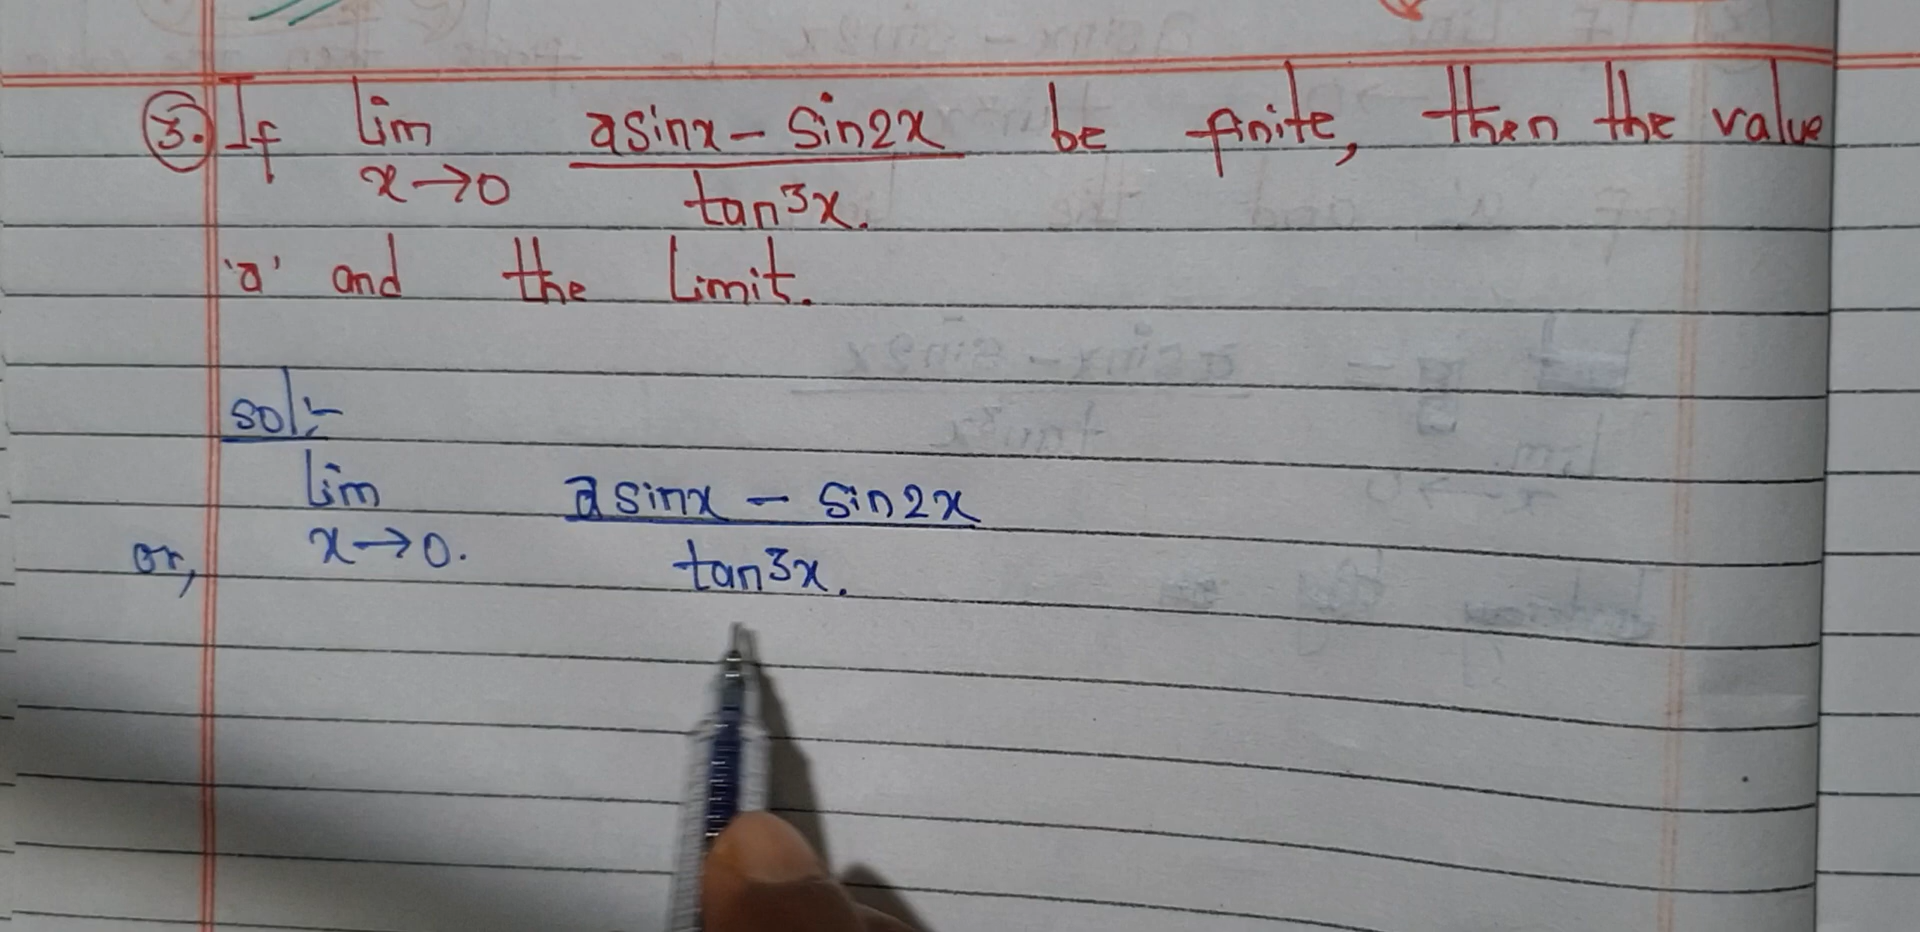 3. If lim asinx - sin2x be finite, then the value
x→0 tan³x.
'a' and the limit.
sol:-
lim asinx - sin2x
or, x→0. tan³x.